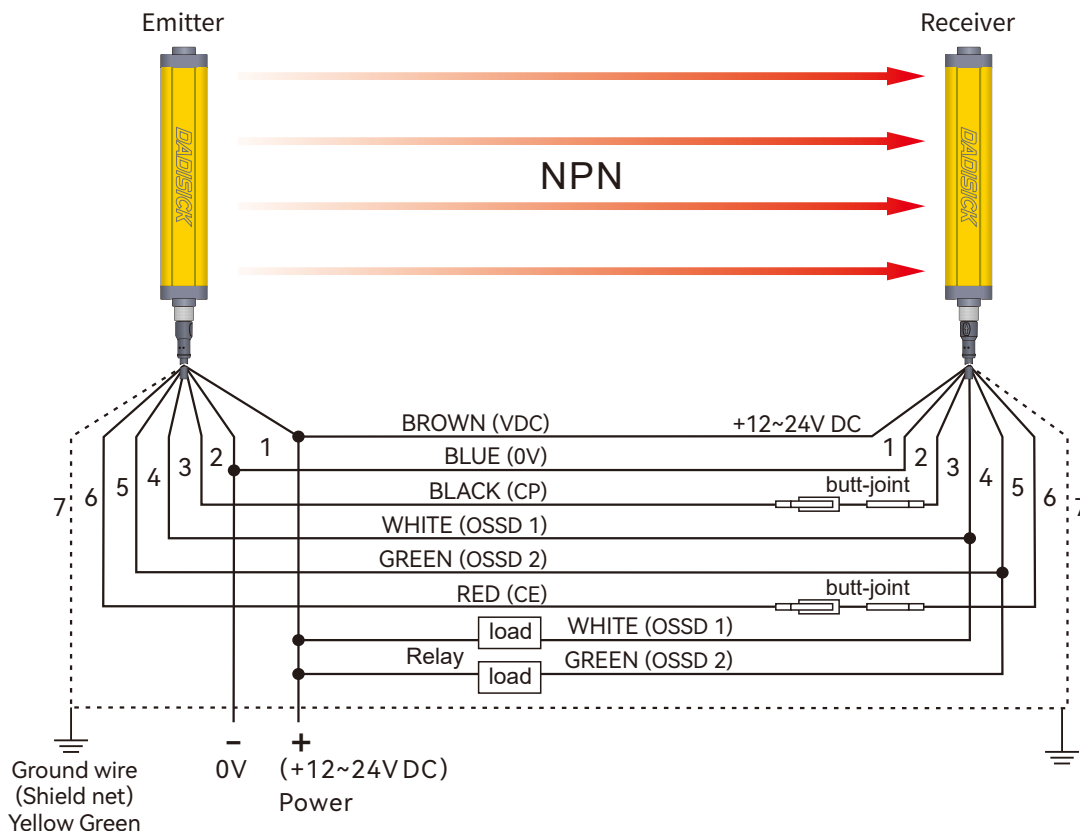 Emitter
Receiver
DADISICK
DADISICK
NPN
BROWN (VDC)
+12~24V DC
BLUE (0V)
BLACK (CP)
butt-joint
WHITE (OSSD 1)
GREEN (OSSD 2)
RED (CE)
butt-joint
load
WHITE (OSSD 1)
Relay
load
GREEN (OSSD 2)
7
6
5
4
3
2
1
1
2
3
4
5
6
7
-
+
0V
(+12~24V DC)
Power
Ground wire
(Shield net)
Yellow Green